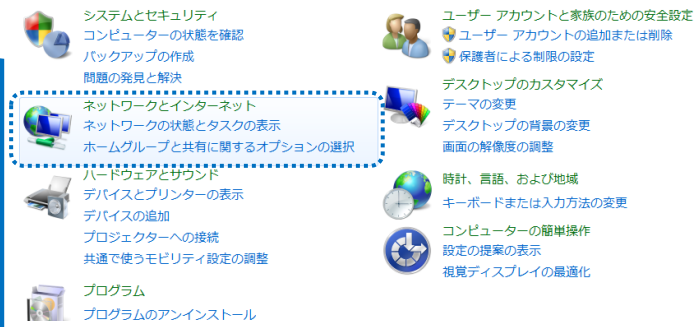 システムとセキュリティ
コンピューターの状態を確認
バックアップの作成
問題の発見と解決
ネットワークとインターネット
ネットワークの状態とタスクの表示
ホームグループと共有に関するオプションの選択
ハードウェアとサウンド
デバイスとプリンターの表示
デバイスの追加
プロジェクターへの接続
共通で使うモビリティ設定の調整
プログラム
プログラムのアンインストール
ユーザー アカウントと家族のための安全設定
ユーザー アカウントの追加または削除
保護者による制限の設定
デスクトップのカスタマイズ
テーマの変更
デスクトップの背景の変更
画面の解像度の調整
時計、言語、および地域
キーボードまたは入力方法の変更
コンピューターの簡単操作
設定の提案の表示
視覚ディスプレイの最適化